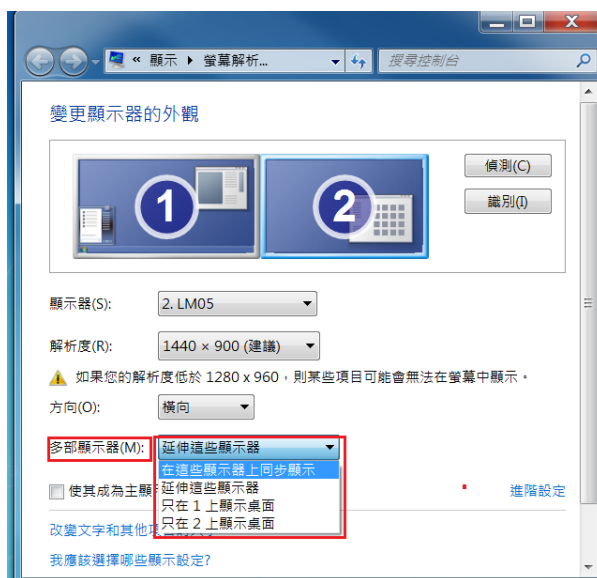 « 顯示 ▸ 螢幕解析... 搜尋控制台
變更顯示器的外觀
1 2
偵測(C)
識別(I)
顯示器(S): 2. LM05
解析度(R): 1440 × 900 (建議)
如果您的解析度低於 1280 x 960，則某些項目可能會無法在螢幕中顯示。
方向(O): 橫向
多部顯示器(M): 延伸這些顯示器
在這些顯示器上同步顯示
延伸這些顯示器
只在 1 上顯示桌面
只在 2 上顯示桌面
使其成為主顯
進階設定
改變文字和其他
我應該選擇哪些顯示設定?